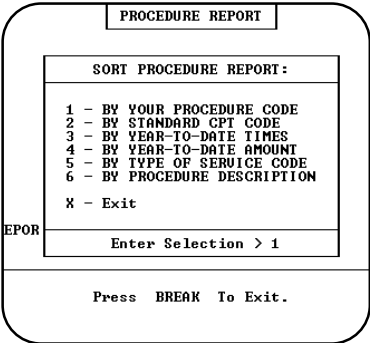 PROCEDURE REPORT
SORT PROCEDURE REPORT:
1 - BY YOUR PROCEDURE CODE
2 - BY STANDARD CPT CODE
3 - BY YEAR-TO-DATE TIMES
4 - BY YEAR-TO-DATE AMOUNT
5 - BY TYPE OF SERVICE CODE
6 - BY PROCEDURE DESCRIPTION
X - Exit
EPOR
Enter Selection > 1
Press BREAK To Exit.